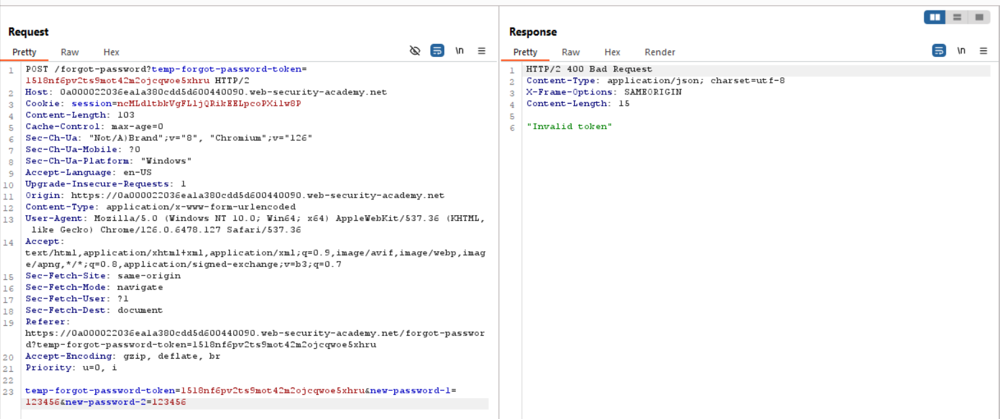 Request
Pretty Raw Hex \n
1 POST /forgot-password?temp-forgot-password-token=
1518nf6pv2ts9mot42m2ojcqwoe5xhru HTTP/2
2 Host: 0a000022036ea1a380cdd5d600440090.web-security-academy.net
3 Cookie: session=ncMLdltbkVgFLljQRikEELpcoPXilw8P
4 Content-Length: 103
5 Cache-Control: max-age=0
6 Sec-Ch-Ua: "Not/A)Brand";v="8", "Chromium";v="126"
7 Sec-Ch-Ua-Mobile: ?0
8 Sec-Ch-Ua-Platform: "Windows"
9 Accept-Language: en-US
10 Upgrade-Insecure-Requests: 1
11 Origin: https://0a000022036ea1a380cdd5d600440090.web-security-academy.net
12 Content-Type: application/x-www-form-urlencoded
13 User-Agent: Mozilla/5.0 (Windows NT 10.0; Win64; x64) AppleWebKit/537.36 (KHTML,
like Gecko) Chrome/126.0.6478.127 Safari/537.36
14 Accept:
text/html,application/xhtml+xml,application/xml;q=0.9,image/avif,image/webp,imag
e/apng,*/*;q=0.8,application/signed-exchange;v=b3;q=0.7
15 Sec-Fetch-Site: same-origin
16 Sec-Fetch-Mode: navigate
17 Sec-Fetch-User: ?1
18 Sec-Fetch-Dest: document
19 Referer:
https://0a000022036ea1a380cdd5d600440090.web-security-academy.net/forgot-passwor
d?temp-forgot-password-token=1518nf6pv2ts9mot42m2ojcqwoe5xhru
20 Accept-Encoding: gzip, deflate, br
21 Priority: u=0, i
22
23 temp-forgot-password-token=1518nf6pv2ts9mot42m2ojcqwoe5xhru&new-password-1=
123456&new-password-2=123456
Response
Pretty Raw Hex Render \n
1 HTTP/2 400 Bad Request
2 Content-Type: application/json; charset=utf-8
3 X-Frame-Options: SAMEORIGIN
4 Content-Length: 15
5
6 "Invalid token"